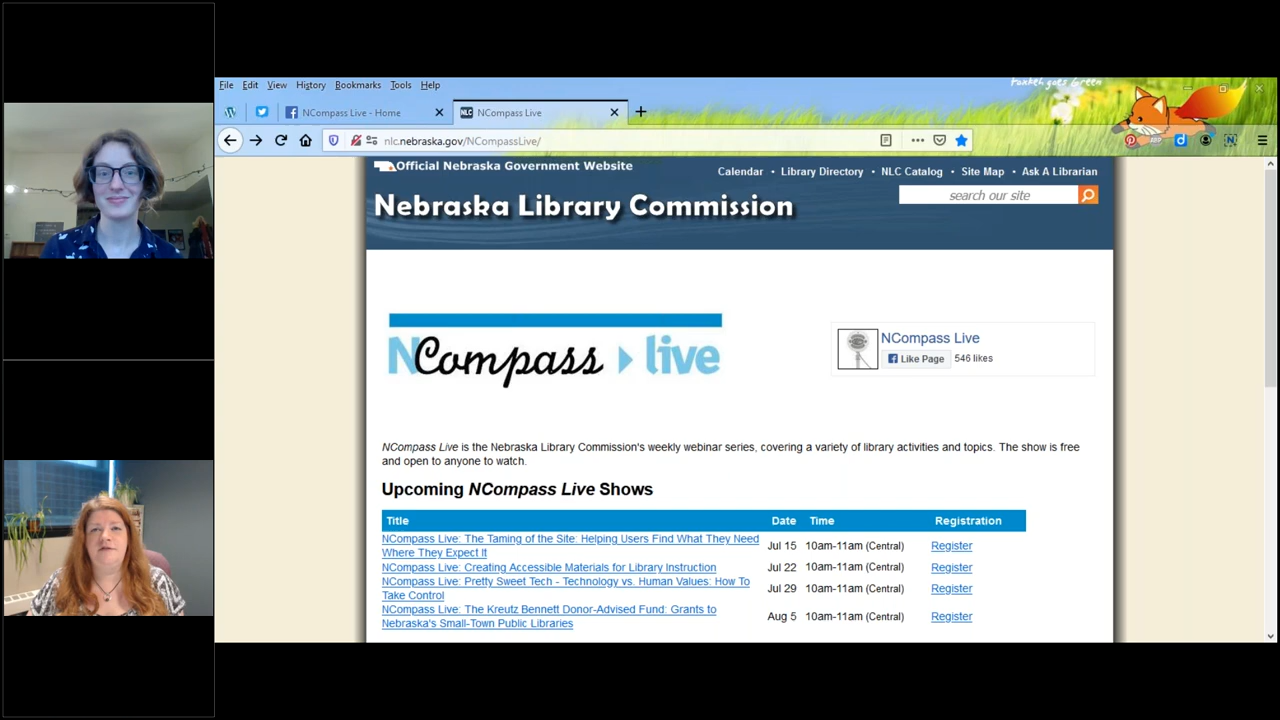 Foxkeh goes Green
File Edit View History Bookmarks Tools Help
NCompass Live - Home
NLC NCompass Live
nlc.nebraska.gov/NCompassLive/
Official Nebraska Government Website
Calendar • Library Directory • NLC Catalog • Site Map • Ask A Librarian
Nebraska Library Commission
search our site
NCompass live
NCompass Live
Like Page 546 likes
NCompass Live is the Nebraska Library Commission's weekly webinar series, covering a variety of library activities and topics. The show is free
and open to anyone to watch.
Upcoming NCompass Live Shows
Title Date Time Registration
NCompass Live: The Taming of the Site: Helping Users Find What They Need
Where They Expect It
Jul 15 10am-11am (Central) Register
NCompass Live: Creating Accessible Materials for Library Instruction Jul 22 10am-11am (Central) Register
NCompass Live: Pretty Sweet Tech - Technology vs. Human Values: How To
Take Control
Jul 29 10am-11am (Central) Register
NCompass Live: The Kreutz Bennett Donor-Advised Fund: Grants to
Nebraska's Small-Town Public Libraries
Aug 5 10am-11am (Central) Register